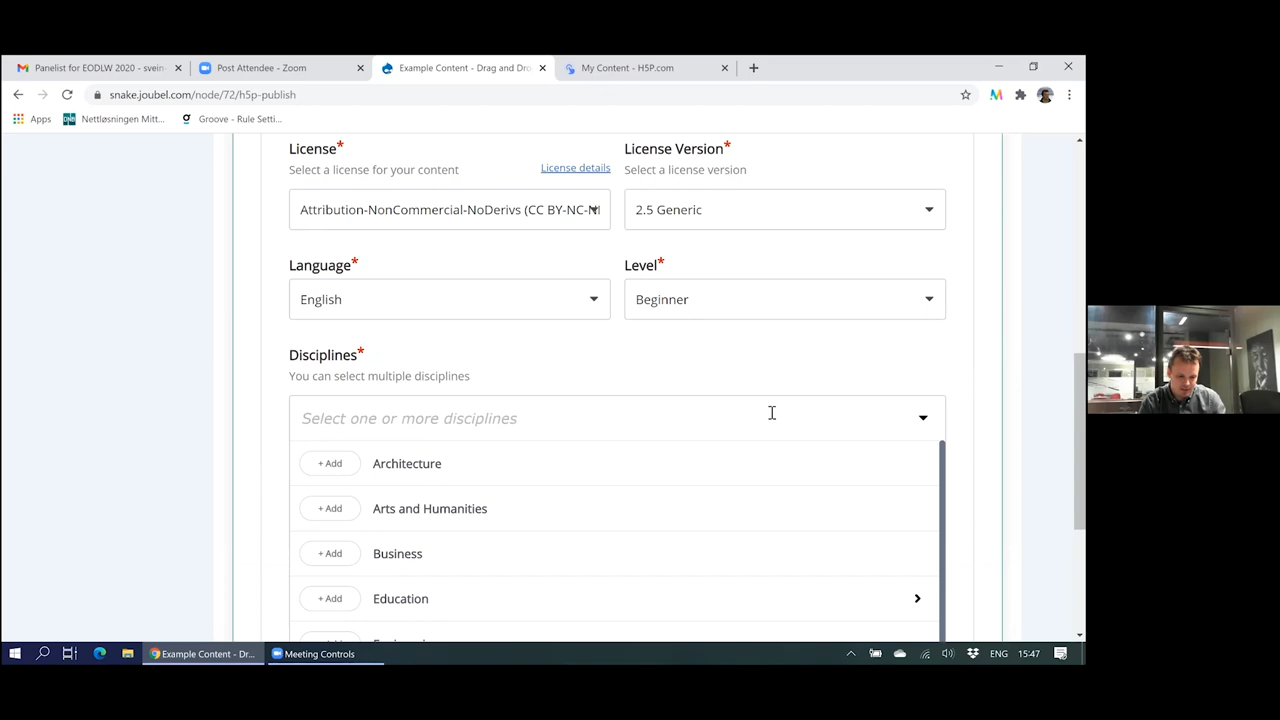 Panelist for EODLW 2020 - svein-
Post Attendee - Zoom
Example Content - Drag and Dro
My Content - H5P.com
snake.joubel.com/node/72/h5p-publish
Apps
Nettløsningen Mitt...
Groove - Rule Setti...
License*
License Version*
Select a license for your content
License details
Select a license version
Attribution-NonCommercial-NoDerivs (CC BY-NC-N
2.5 Generic
Language*
Level*
English
Beginner
Disciplines*
You can select multiple disciplines
Select one or more disciplines
+ Add Architecture
+ Add Arts and Humanities
+ Add Business
+ Add Education
Example Content - Dr...
Meeting Controls
ENG
15:47